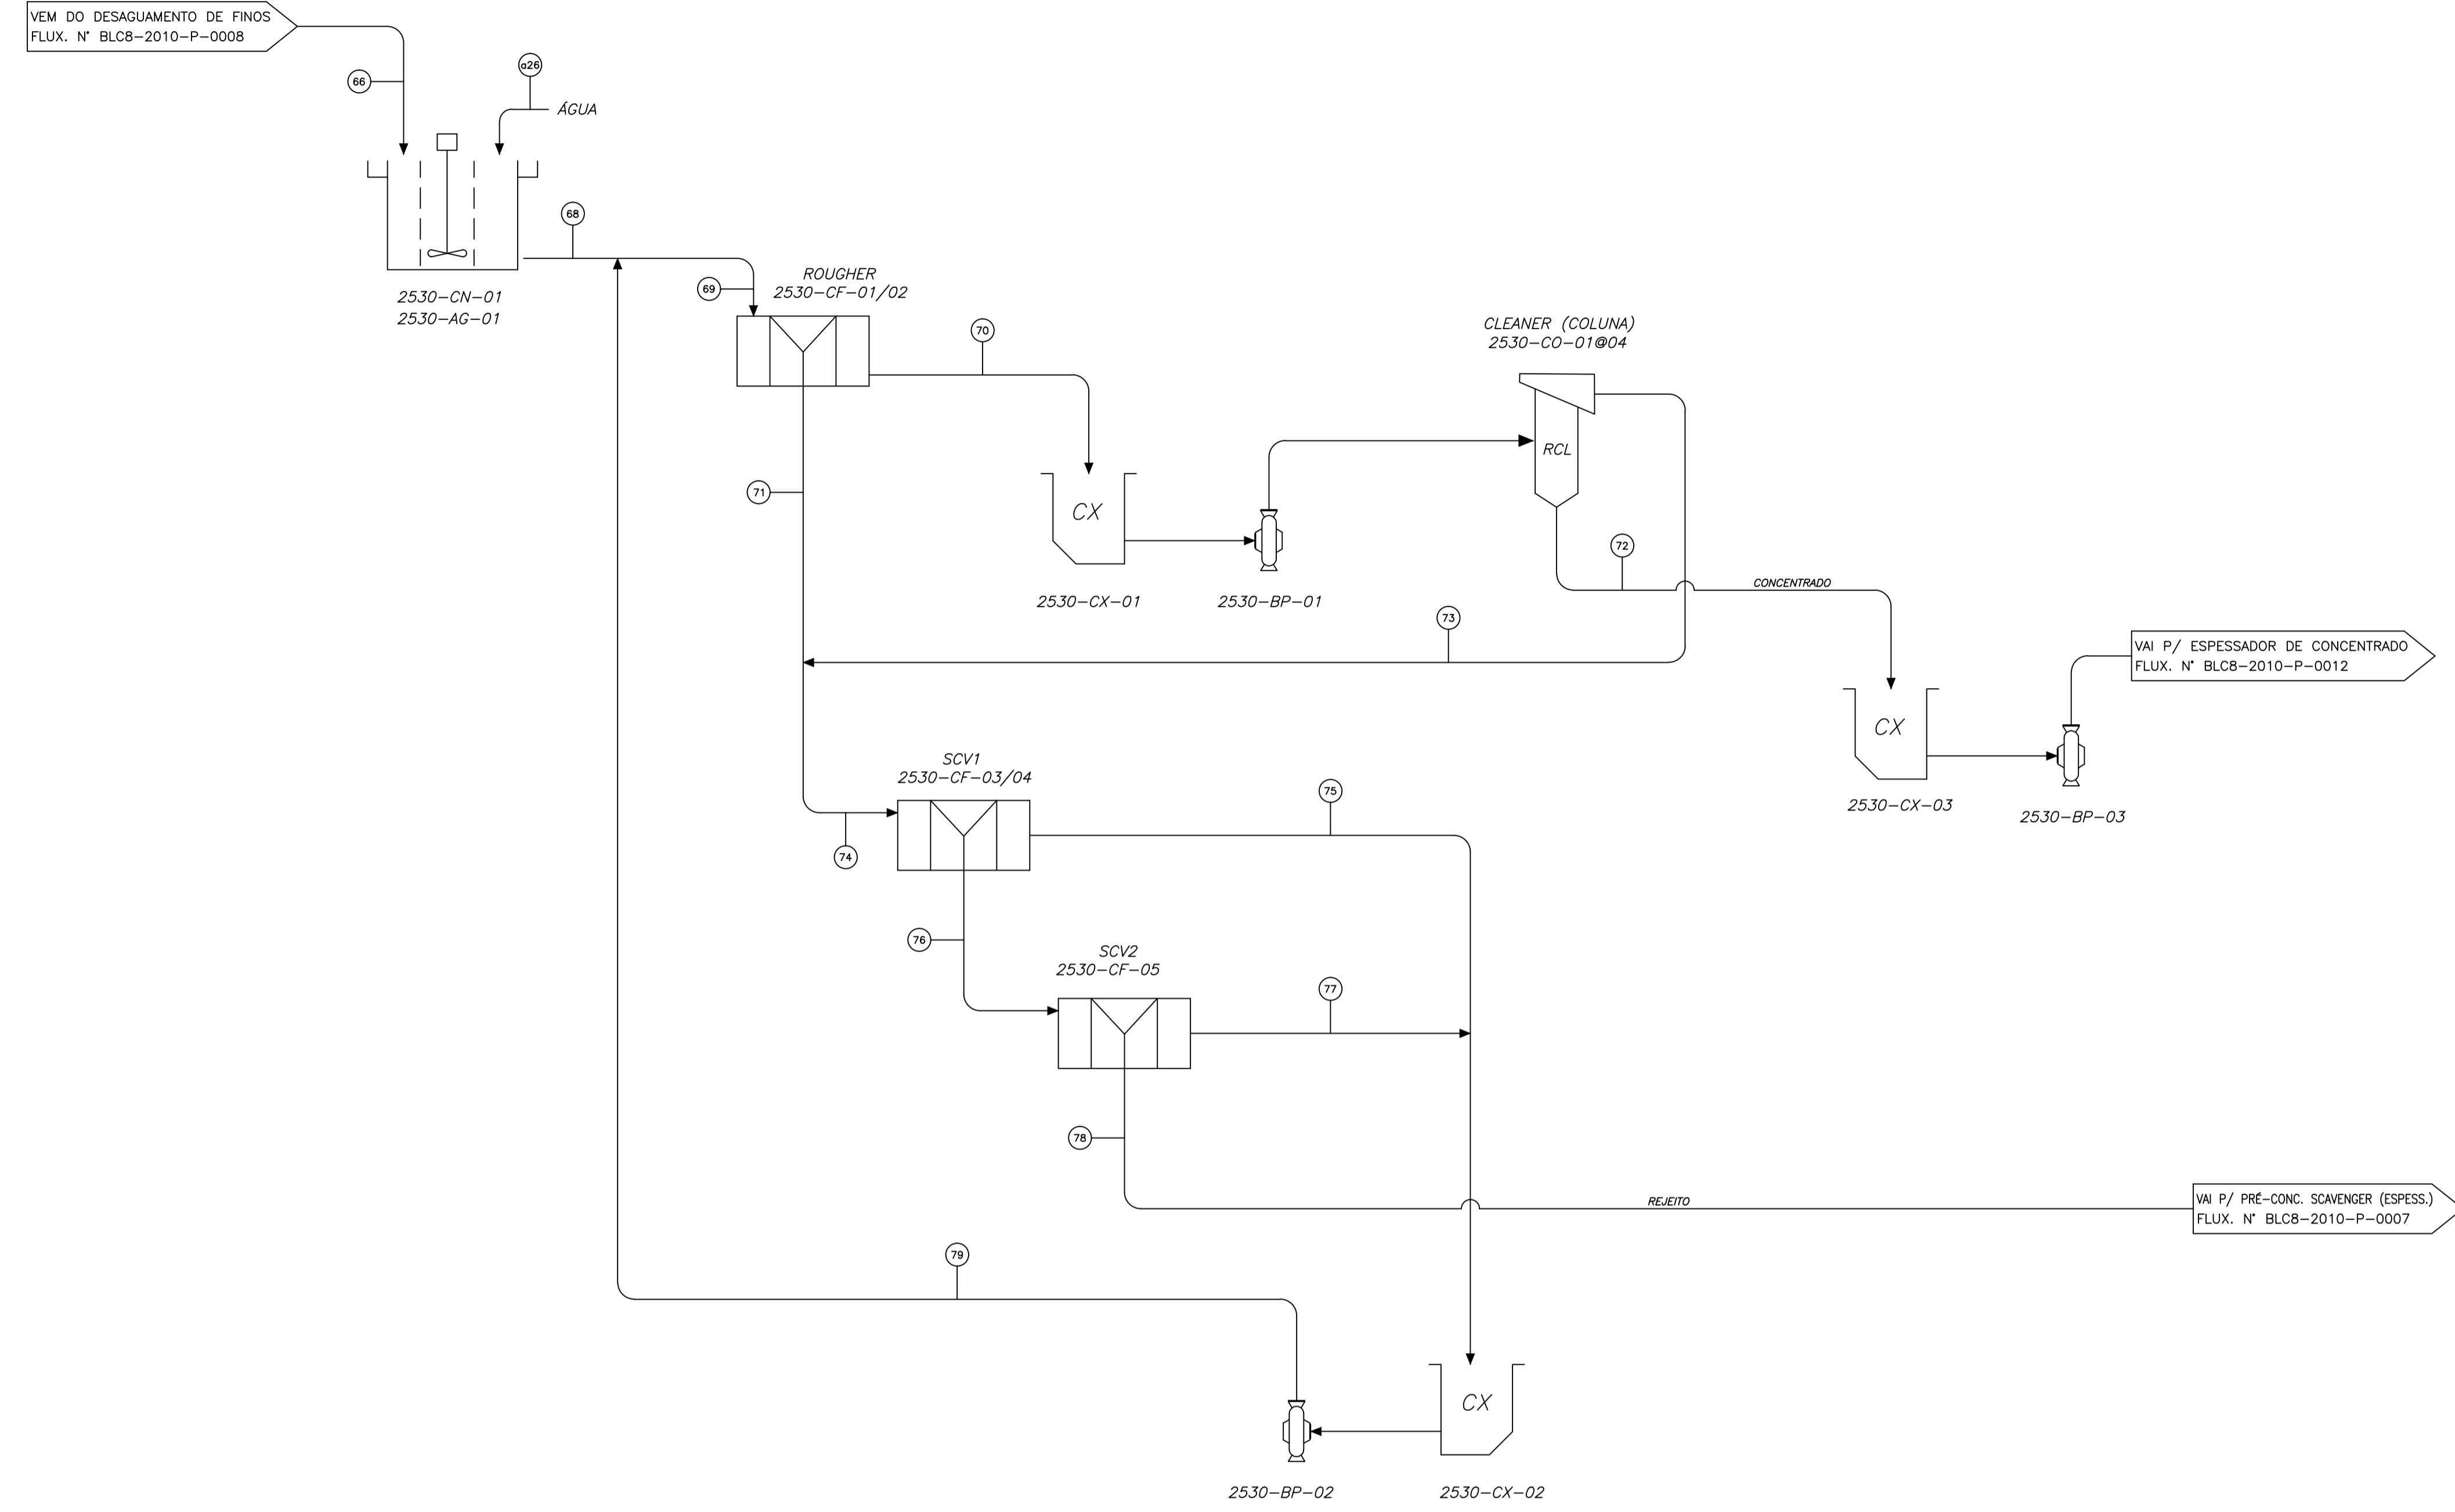 VEM DO DESAGUAMENTO DE FINOS
FLUX. N° BLC8-2010-P-0008
66
a26
ÁGUA
68
2530-CN-01
2530-AG-01
69
ROUGHER
2530-CF-01/02
70
CLEANER (COLUNA)
2530-CO-01@04
RCL
71
CX
2530-CX-01
2530-BP-01
72
CONCENTRADO
73
VAI P/ ESPESSADOR DE CONCENTRADO
FLUX. N° BLC8-2010-P-0012
CX
2530-CX-03
2530-BP-03
SCV1
2530-CF-03/04
74
75
76
SCV2
2530-CF-05
77
78
REJEITO
VAI P/ PRÉ-CONC. SCAVENGER (ESPESS.)
FLUX. N° BLC8-2010-P-0007
79
CX
2530-BP-02
2530-CX-02